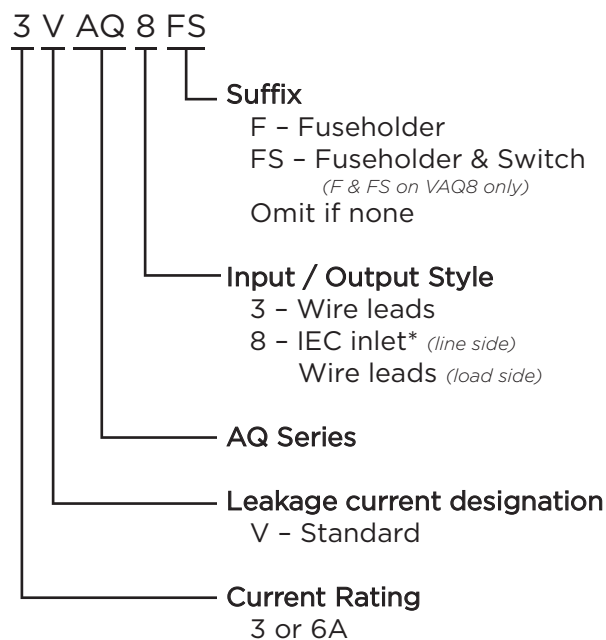 3 V AQ 8 FS
Suffix
F – Fuseholder
FS – Fuseholder & Switch
(F & FS on VAQ8 only)
Omit if none
Input / Output Style
3 – Wire leads
8 – IEC inlet* (line side)
Wire leads (load side)
AQ Series
Leakage current designation
V – Standard
Current Rating
3 or 6A